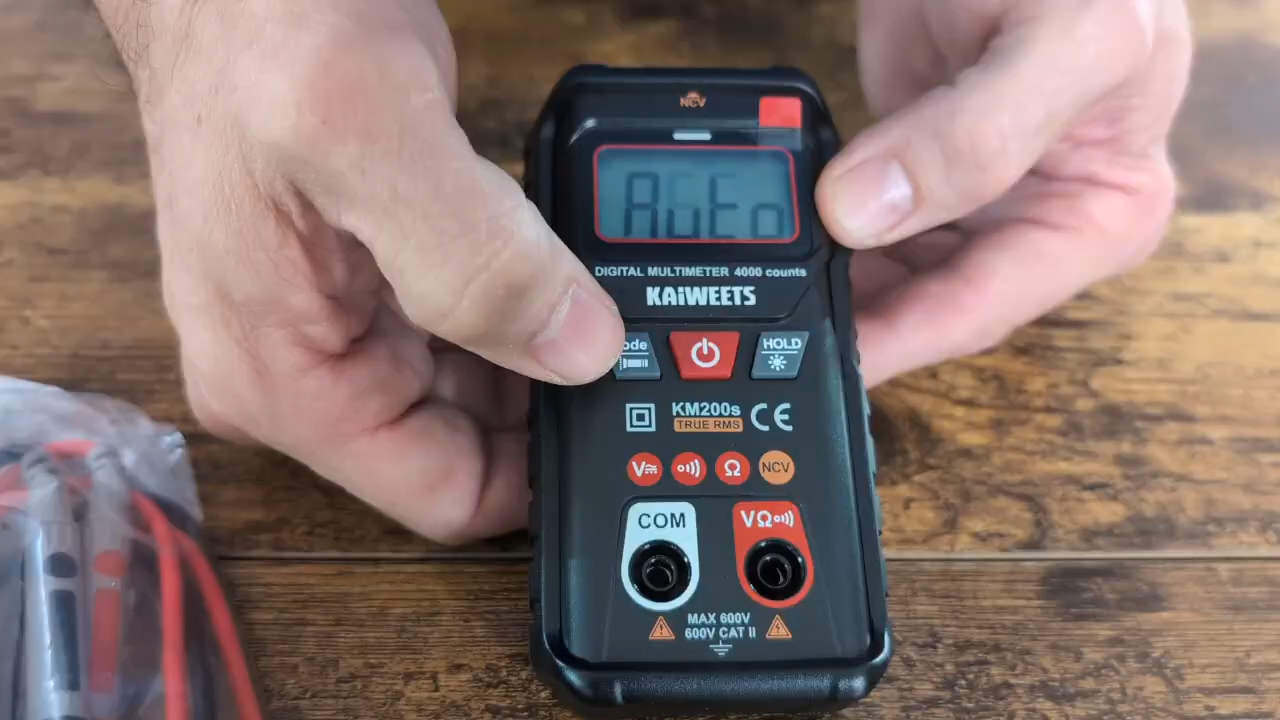 NCV
Auto
DIGITAL MULTIMETER 4000 counts
KAiWEETS
HOLD
KM200s
TRUE RMS
CE
V Ω NCV
COM VΩ
MAX 600V
600V CAT II